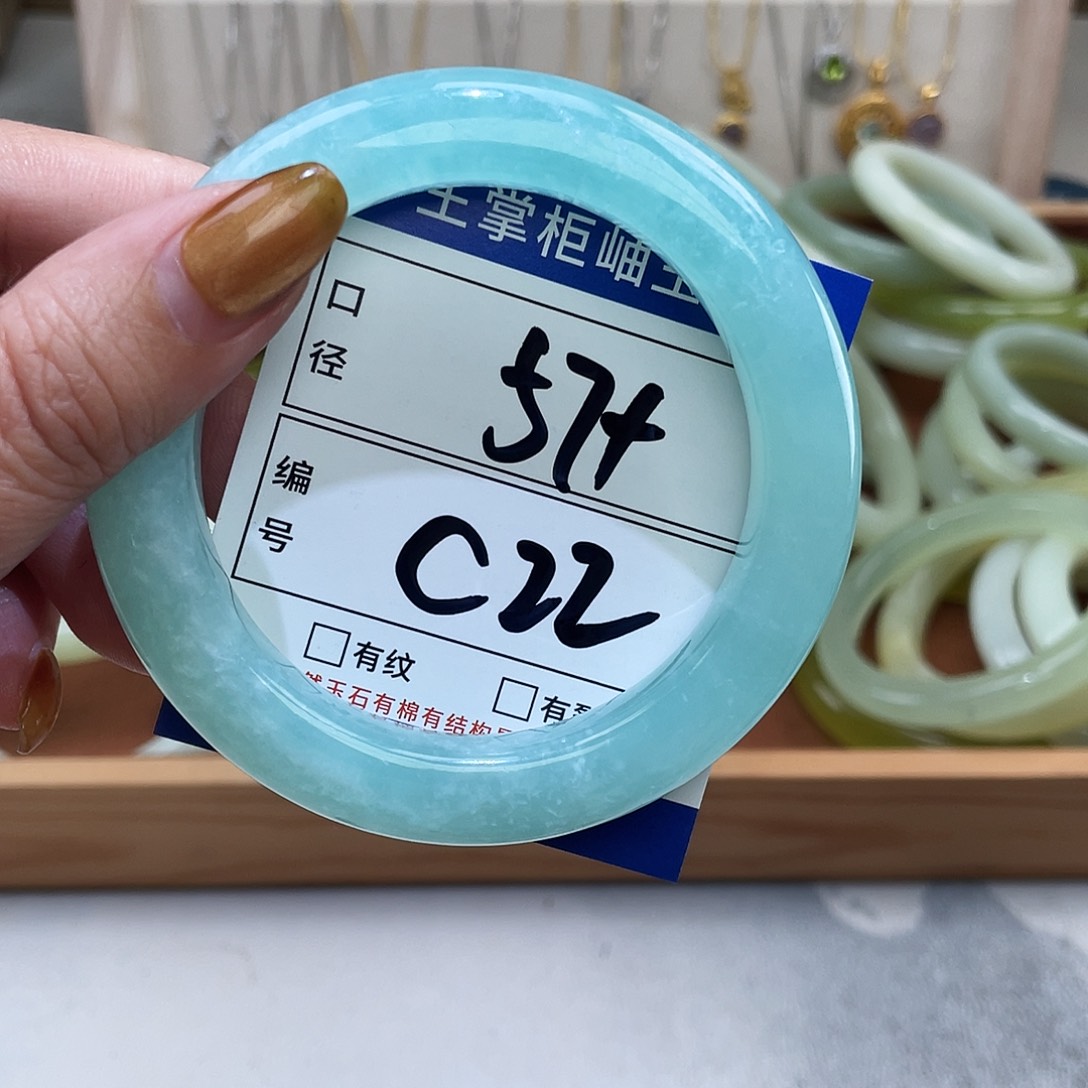 掌柜岫玉
口径 57+
编号 C22
□有纹 □有
然玉石有棉有结构